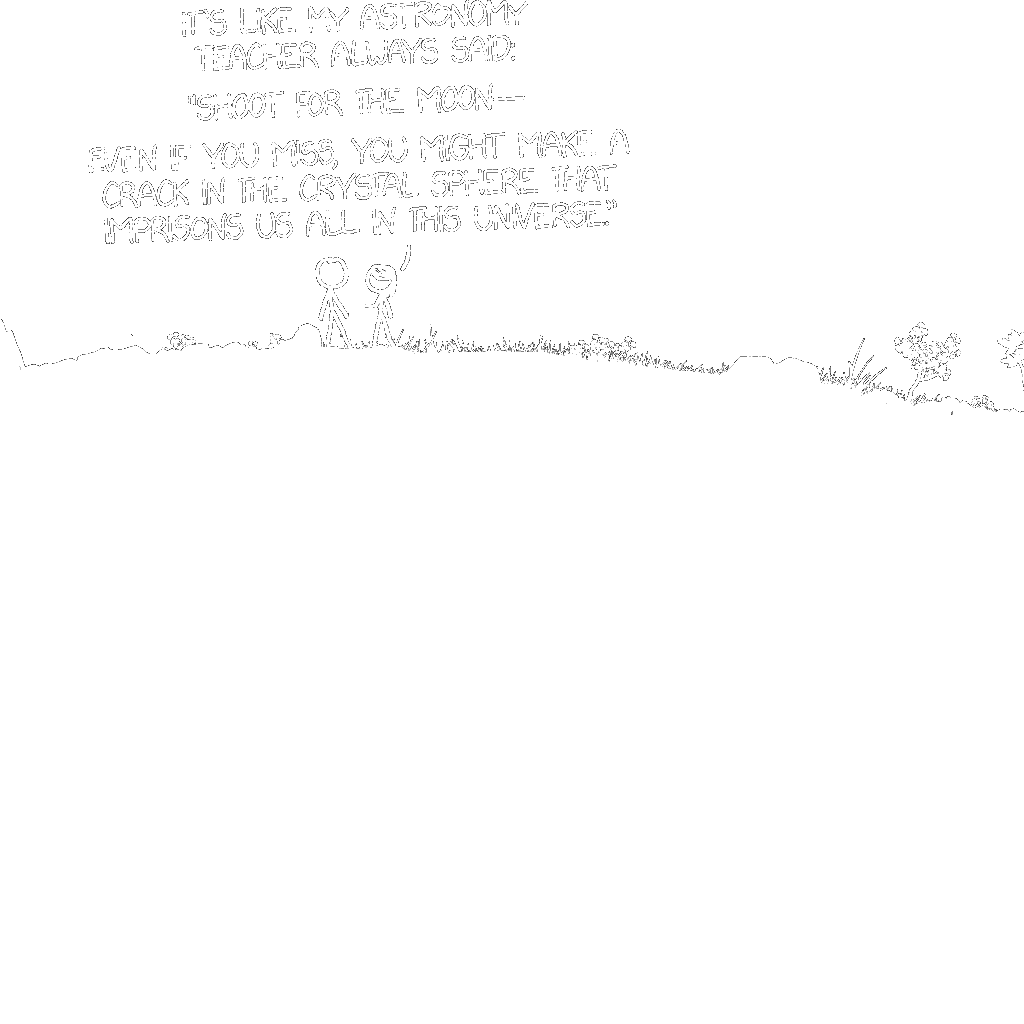 IT'S LIKE MY ASTRONOMY
TEACHER ALWAYS SAID:
"SHOOT FOR THE MOON—
EVEN IF YOU MISS, YOU MIGHT MAKE A
CRACK IN THE CRYSTAL SPHERE THAT
IMPRISONS US ALL IN THIS UNIVERSE."